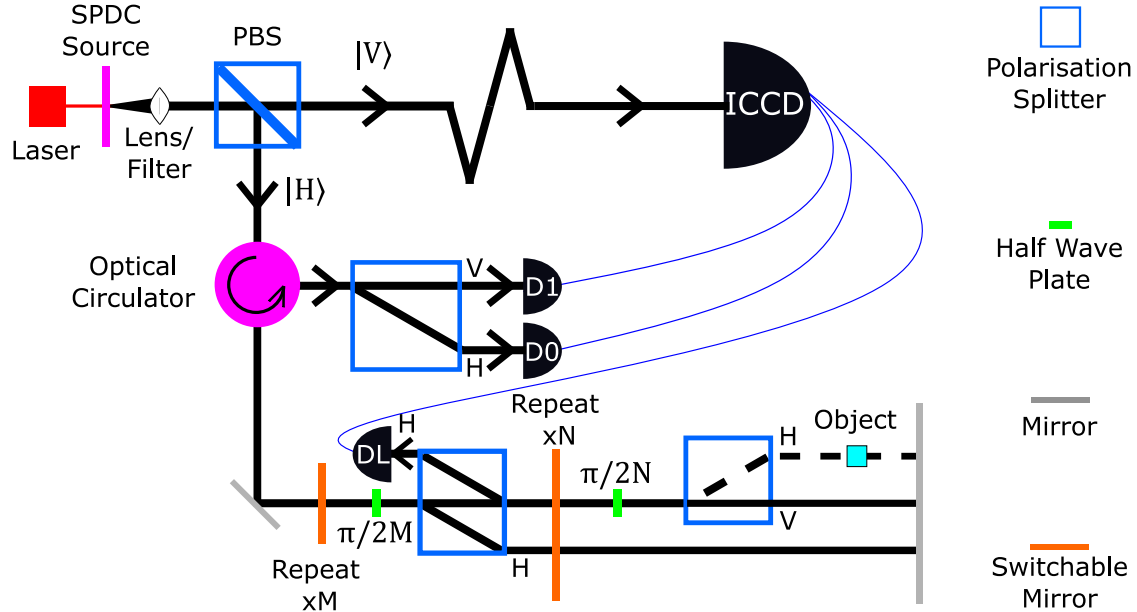 SPDC
Source
PBS
|V⟩
Polarisation
Splitter
ICCD
Laser
Lens/
Filter
|H⟩
Half Wave
Plate
Optical
Circulator
V
D1
D0
H
Repeat
xN
Object
Mirror
H
DL
π/2N
H
π/2M
V
H
Repeat
xM
Switchable
Mirror